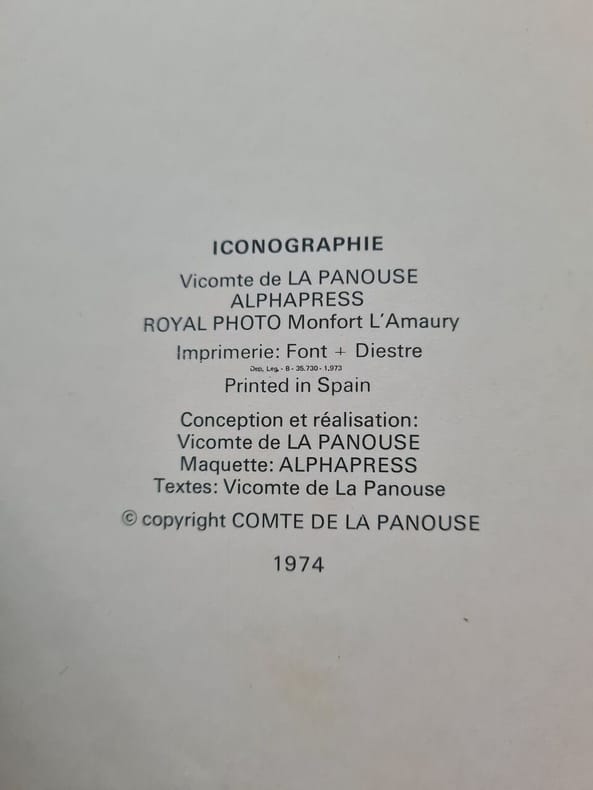 ICONOGRAPHIE
Vicomte de LA PANOUSE
ALPHAPRESS
ROYAL PHOTO Monfort L'Amaury
Imprimerie: Font + Diestre
Dep. Leg. - B - 35.730 - 1.973
Printed in Spain
Conception et réalisation:
Vicomte de LA PANOUSE
Maquette: ALPHAPRESS
Textes: Vicomte de La Panouse
© copyright COMTE DE LA PANOUSE
1974